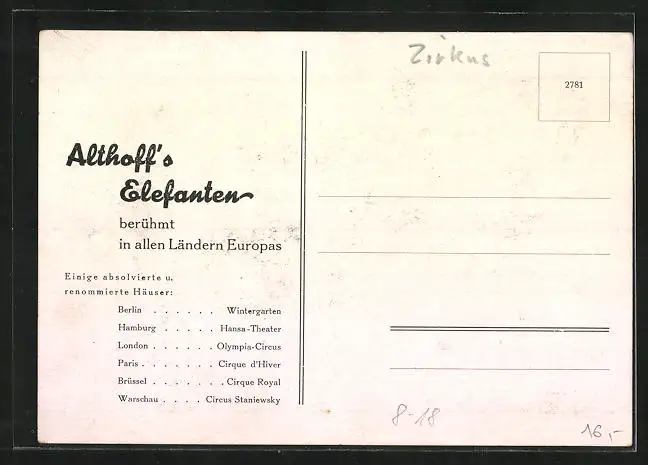 Zirkus
2781
Althoff's
Elefanten
berühmt
in allen Ländern Europas
Einige absolvierte u.
renommierte Häuser:
Berlin . . . . . . Wintergarten
Hamburg . . . . . Hansa-Theater
London . . . . . . Olympia-Circus
Paris . . . . . . . Cirque d'Hiver
Brüssel . . . . . . . Cirque Royal
Warschau . . . . Circus Staniewsky
8-18
16,-